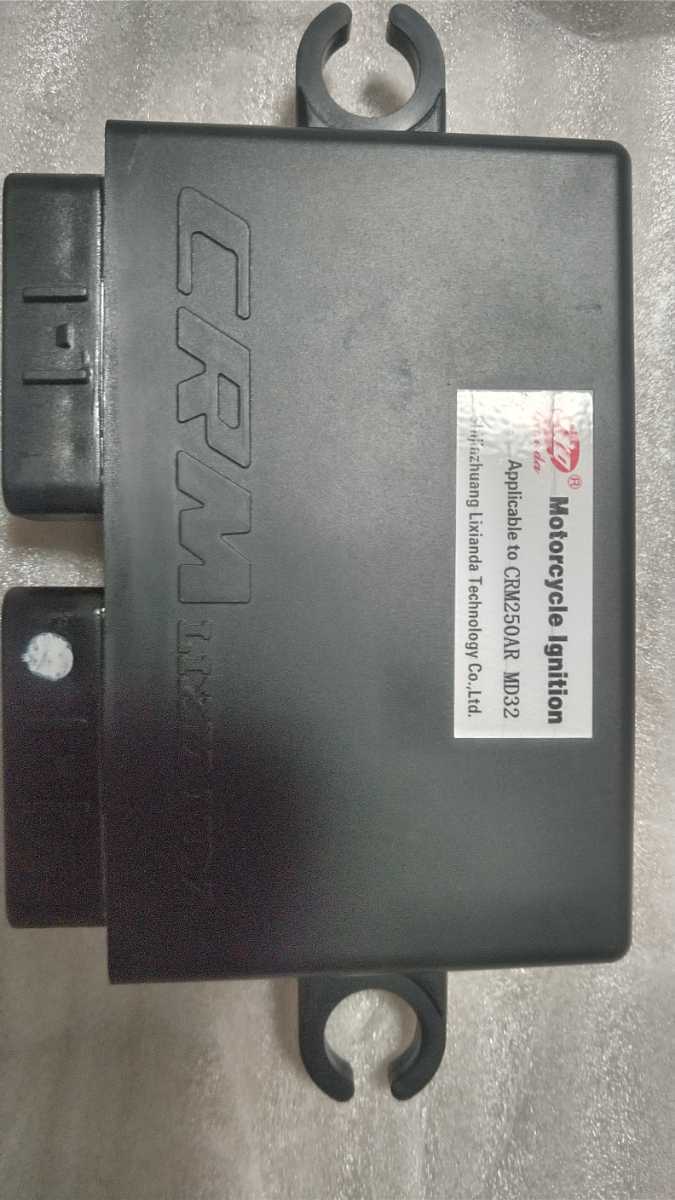 CRM
Motorcycle Ignition
Applicable to CRM250AR MD32
Lixianda Technology Co.,Ltd.
®